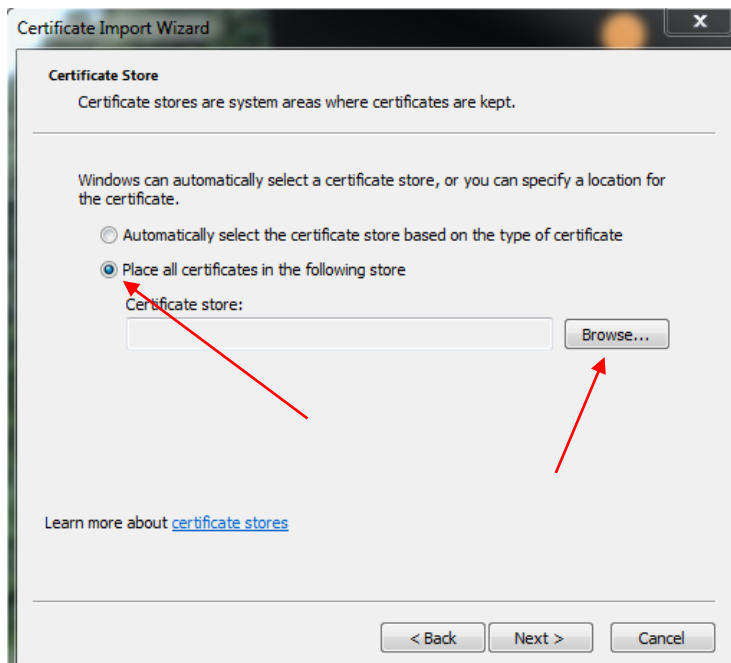 Certificate Import Wizard
x
Certificate Store
Certificate stores are system areas where certificates are kept.
Windows can automatically select a certificate store, or you can specify a location for
the certificate.
Automatically select the certificate store based on the type of certificate
Place all certificates in the following store
Certificate store:
Browse...
Learn more about certificate stores
< Back Next > Cancel